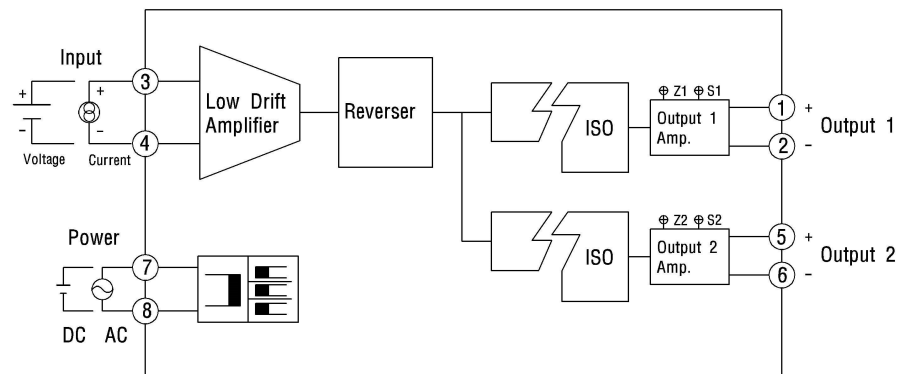 Input
+
−
+
−
Voltage
Current
3
4
Low Drift
Amplifier
Reverser
ISO
Z1 S1
Output 1
Amp.
1
+
2
−
Output 1
ISO
Z2 S2
Output 2
Amp.
5
+
6
−
Output 2
Power
7
8
DC AC